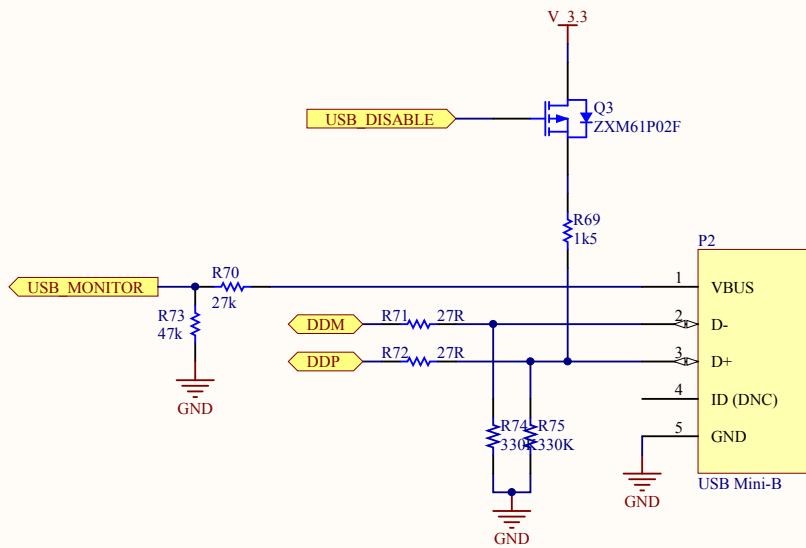 V_3.3
Q3
USB_DISABLE
ZXM61P02F
R69
1k5
P2
R70
1
VBUS
USB_MONITOR
27k
R73
47k
R71
27R
2
D-
DDM
R72
27R
3
D+
DDP
GND
4
ID (DNC)
R74
R75
330K
330K
5
GND
GND
GND
USB Mini-B